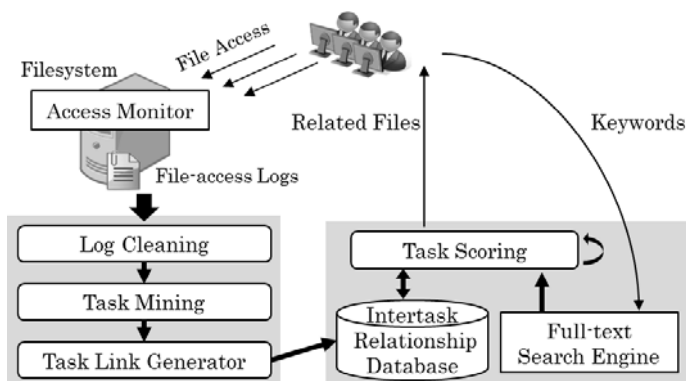 File Access
Filesystem
Access Monitor
File-access Logs
Related Files
Keywords
Log Cleaning
Task Mining
Task Link Generator
Task Scoring
Intertask
Relationship
Database
Full-text
Search Engine